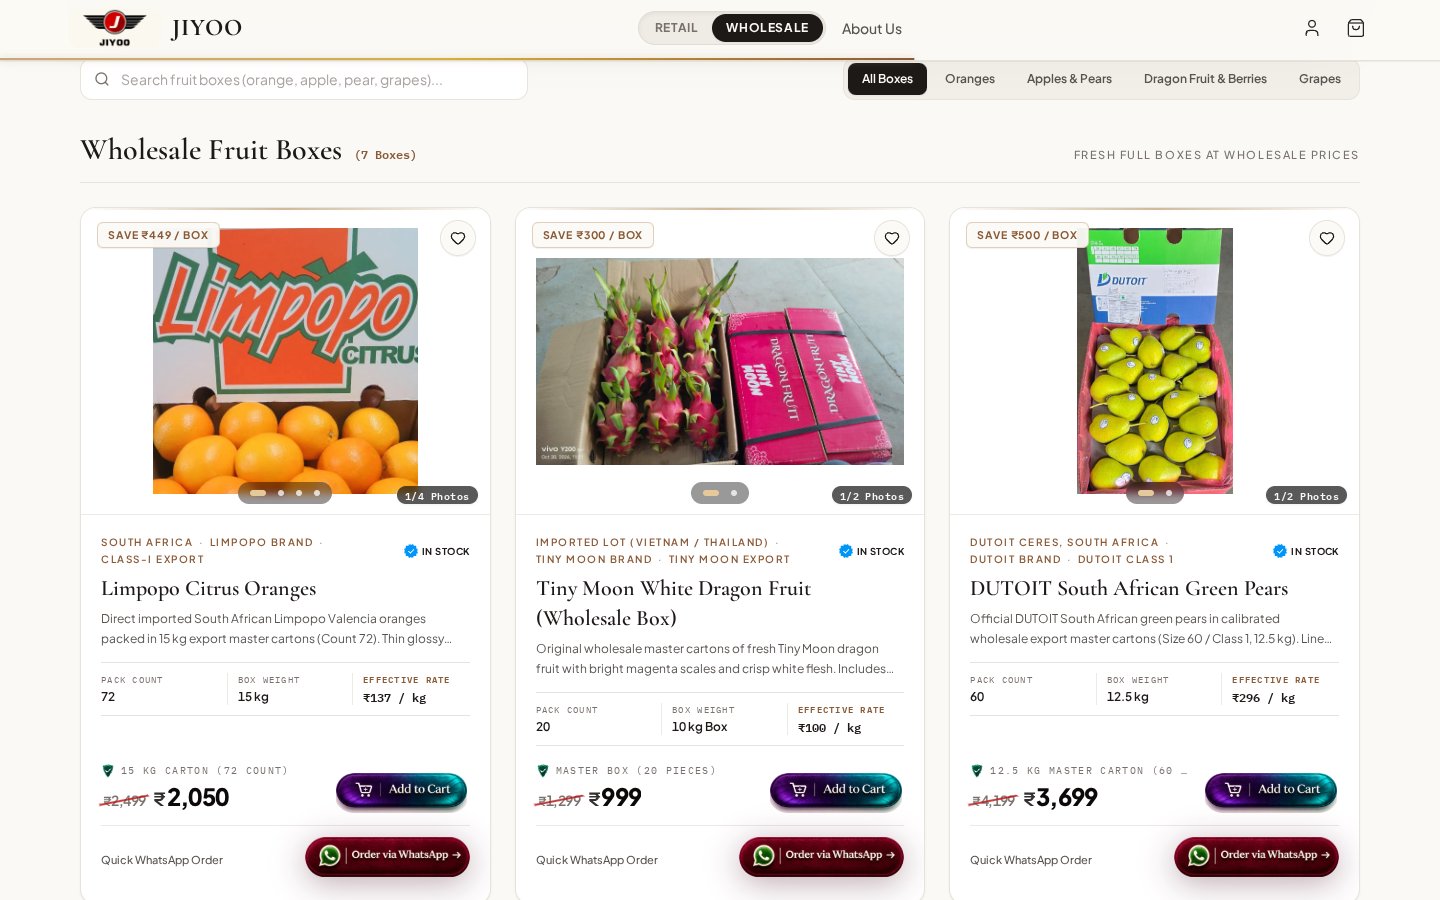 JIYOO
JIYOO
RETAIL
WHOLESALE
About Us
Search fruit boxes (orange, apple, pear, grapes)...
All Boxes
Oranges
Apples & Pears
Dragon Fruit & Berries
Grapes
Wholesale Fruit Boxes (7 Boxes)
FRESH FULL BOXES AT WHOLESALE PRICES
SAVE ₹449 / BOX
Limpopo
CITRUS
1/4 Photos
SOUTH AFRICA · LIMPOPO BRAND ·
CLASS-I EXPORT
IN STOCK
Limpopo Citrus Oranges
Direct imported South African Limpopo Valencia oranges
packed in 15 kg export master cartons (Count 72). Thin glossy...
PACK COUNT
72
BOX WEIGHT
15 kg
EFFECTIVE RATE
₹137 / kg
15 KG CARTON (72 COUNT)
₹2,499 ₹2,050
Add to Cart
Quick WhatsApp Order
Order via WhatsApp →
SAVE ₹300 / BOX
DRAGON FRUIT
TINY
MOON
DRAGON FRUIT
TINY
MOON
vivo Y200
1/2 Photos
IMPORTED LOT (VIETNAM / THAILAND) ·
TINY MOON BRAND · TINY MOON EXPORT
IN STOCK
Tiny Moon White Dragon Fruit
(Wholesale Box)
Original wholesale master cartons of fresh Tiny Moon dragon
fruit with bright magenta scales and crisp white flesh. Includes...
PACK COUNT
20
BOX WEIGHT
10 kg Box
EFFECTIVE RATE
₹100 / kg
MASTER BOX (20 PIECES)
₹1,299 ₹999
Add to Cart
Quick WhatsApp Order
Order via WhatsApp →
SAVE ₹500 / BOX
DUTOIT
1/2 Photos
DUTOIT CERES, SOUTH AFRICA ·
DUTOIT BRAND · DUTOIT CLASS 1
IN STOCK
DUTOIT South African Green Pears
Official DUTOIT South African green pears in calibrated
wholesale export master cartons (Size 60 / Class 1, 12.5 kg). Line...
PACK COUNT
60
BOX WEIGHT
12.5 kg
EFFECTIVE RATE
₹296 / kg
12.5 KG MASTER CARTON (60 …
₹4,199 ₹3,699
Add to Cart
Quick WhatsApp Order
Order via WhatsApp →